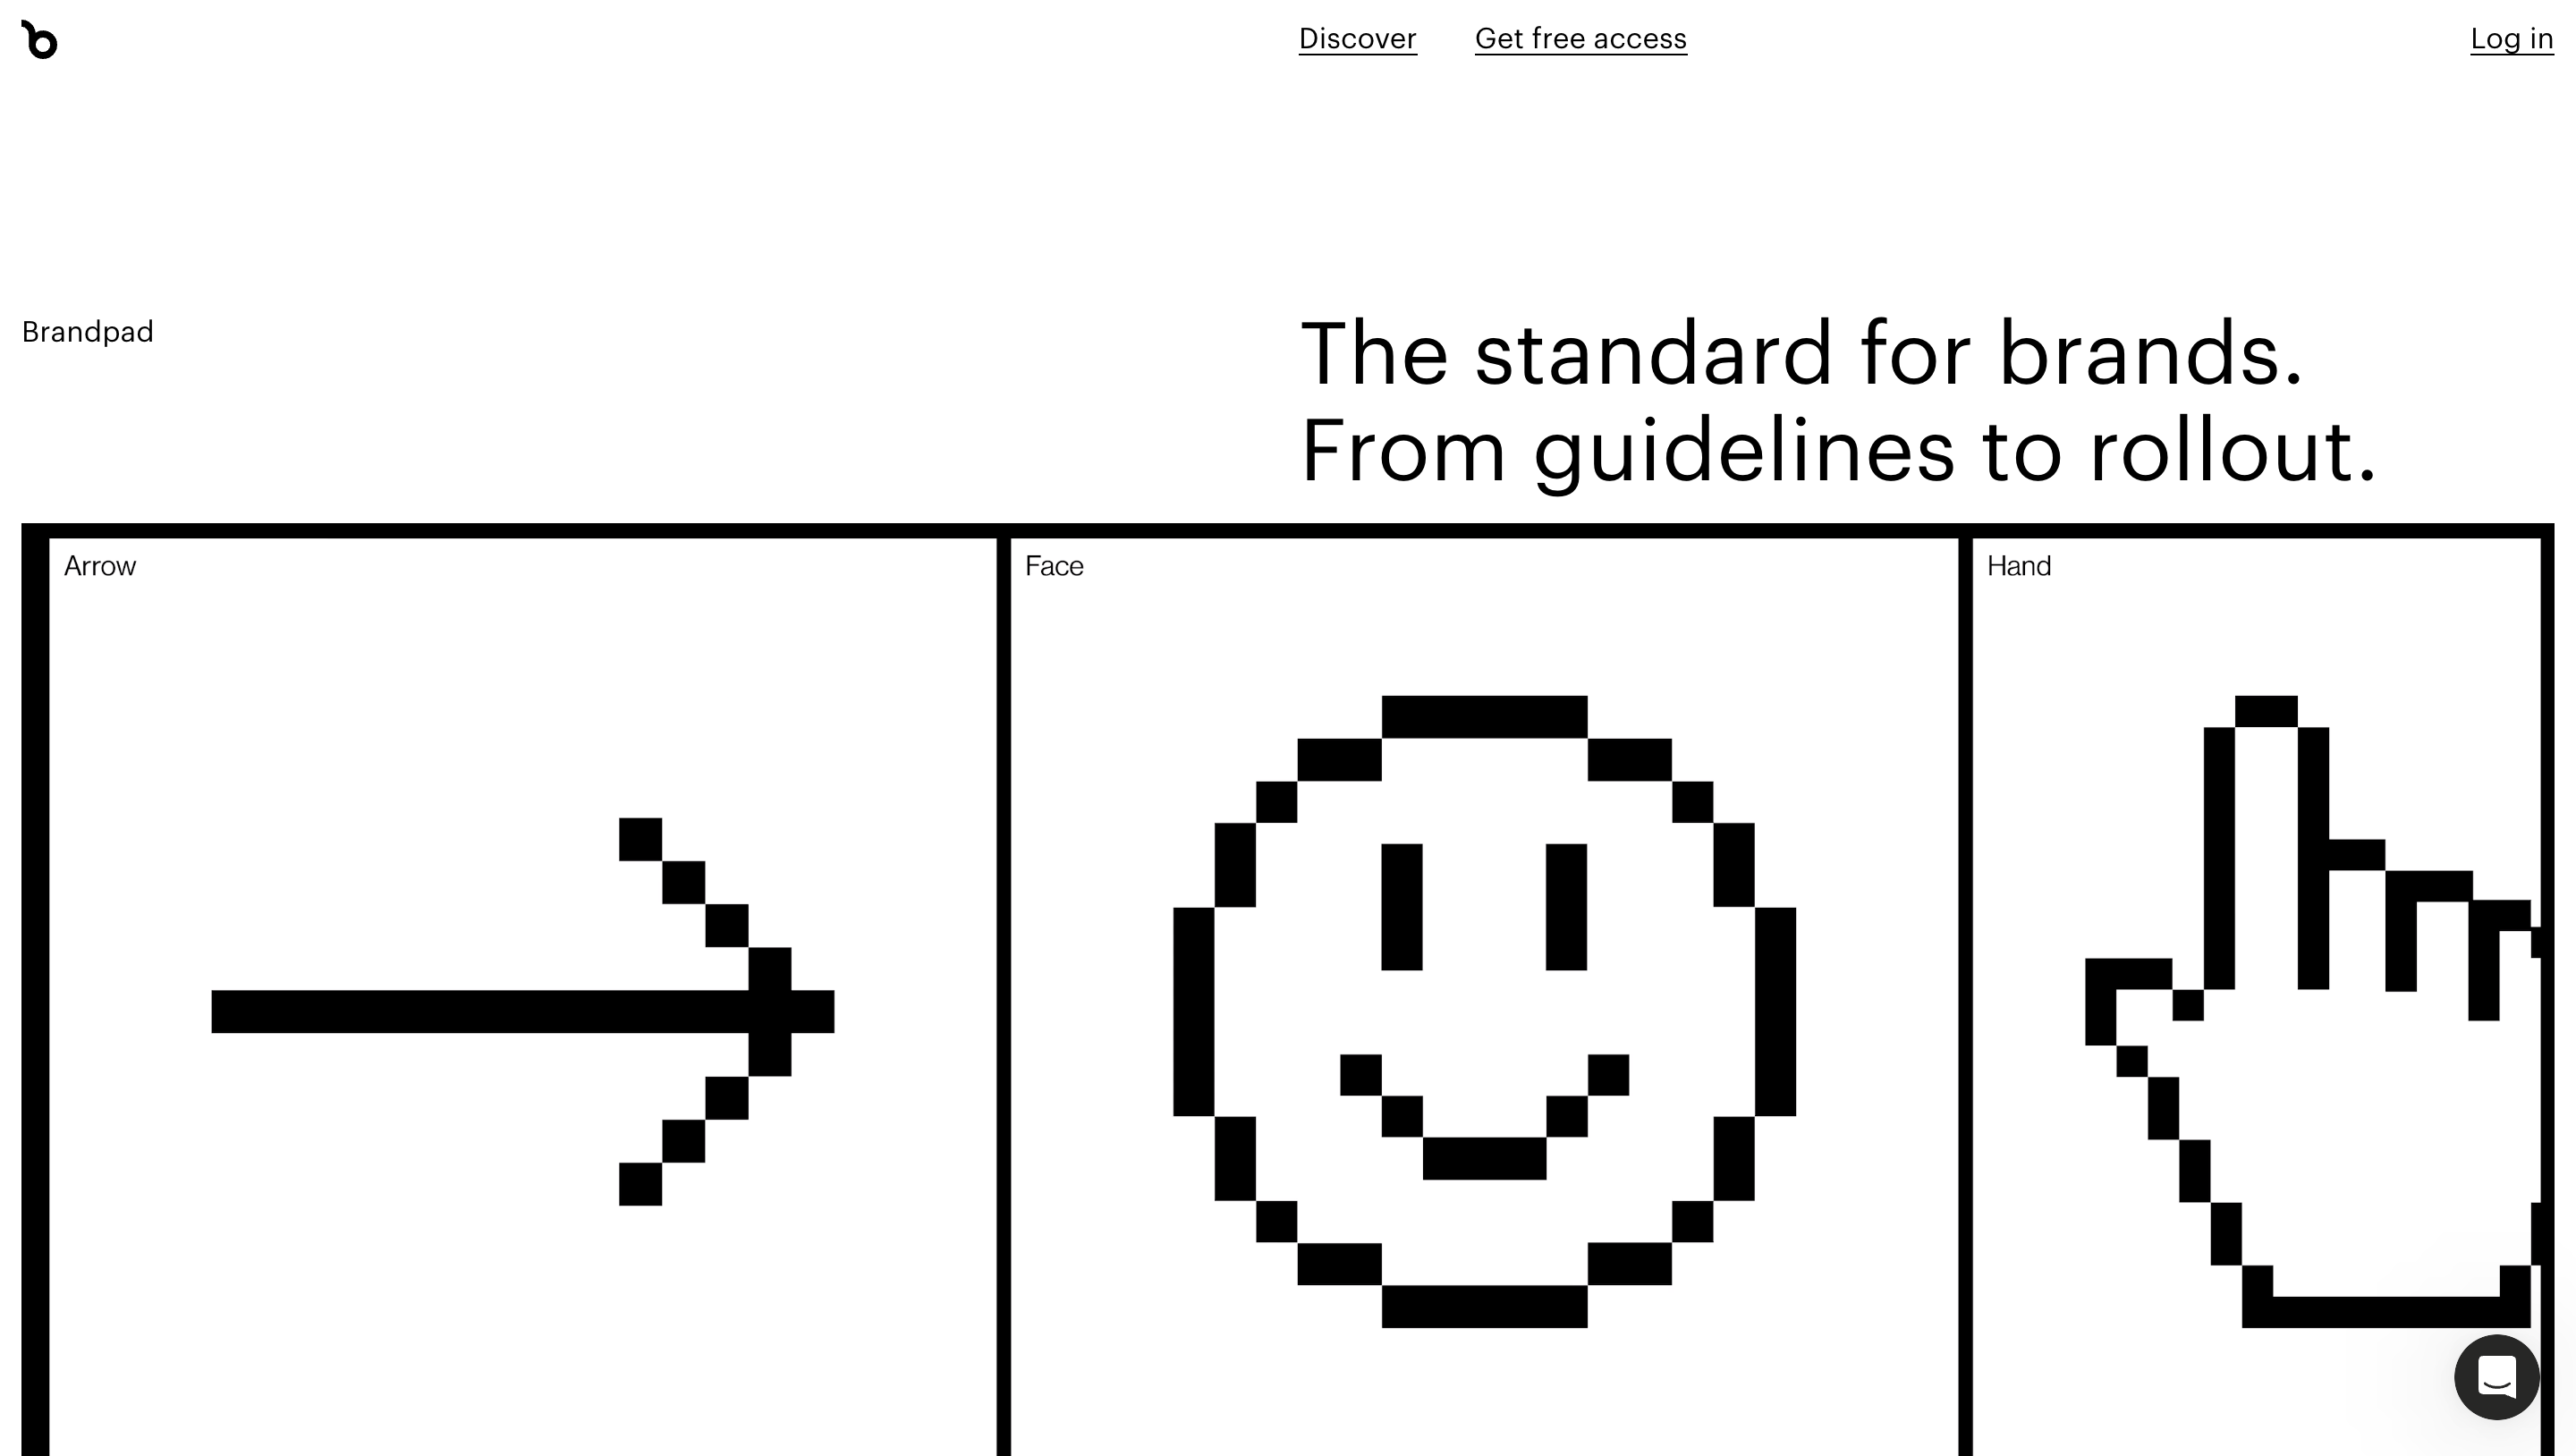 Discover Get free access Log in
Brandpad
The standard for brands.
From guidelines to rollout.
Arrow
Face
Hand